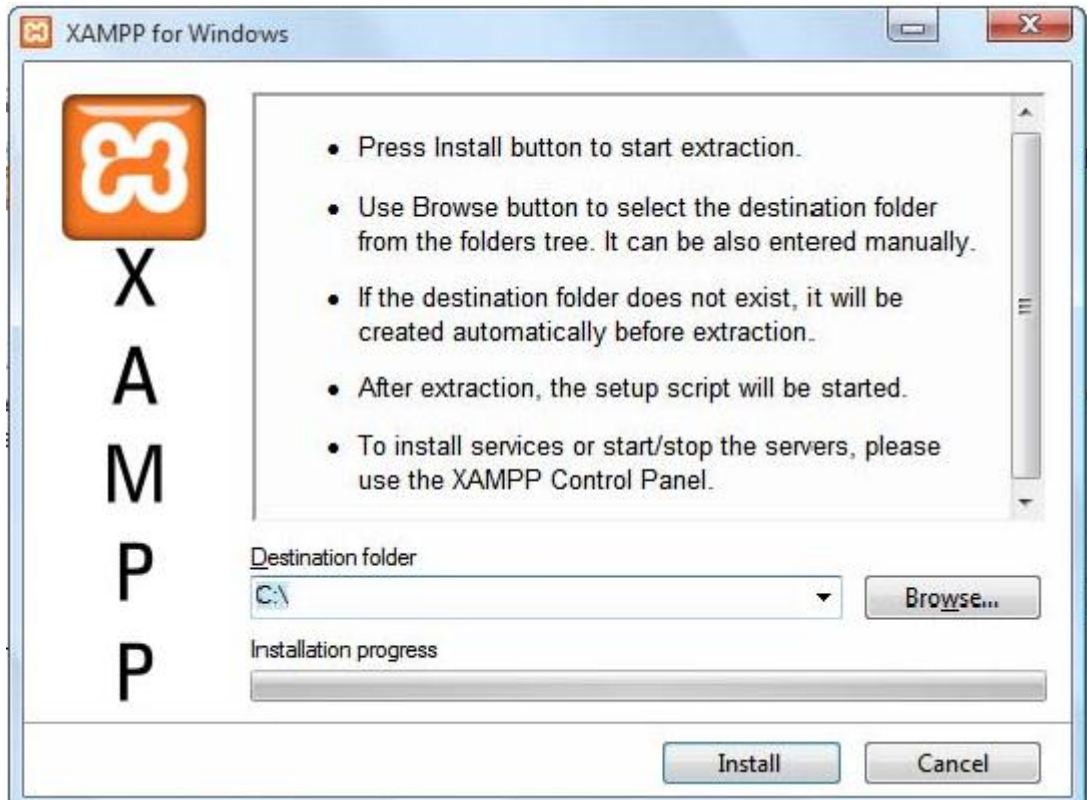 XAMPP for Windows
X
A
M
P
P
• Press Install button to start extraction.
• Use Browse button to select the destination folder
from the folders tree. It can be also entered manually.
• If the destination folder does not exist, it will be
created automatically before extraction.
• After extraction, the setup script will be started.
• To install services or start/stop the servers, please
use the XAMPP Control Panel.
Destination folder
C:\
Browse...
Installation progress
Install
Cancel